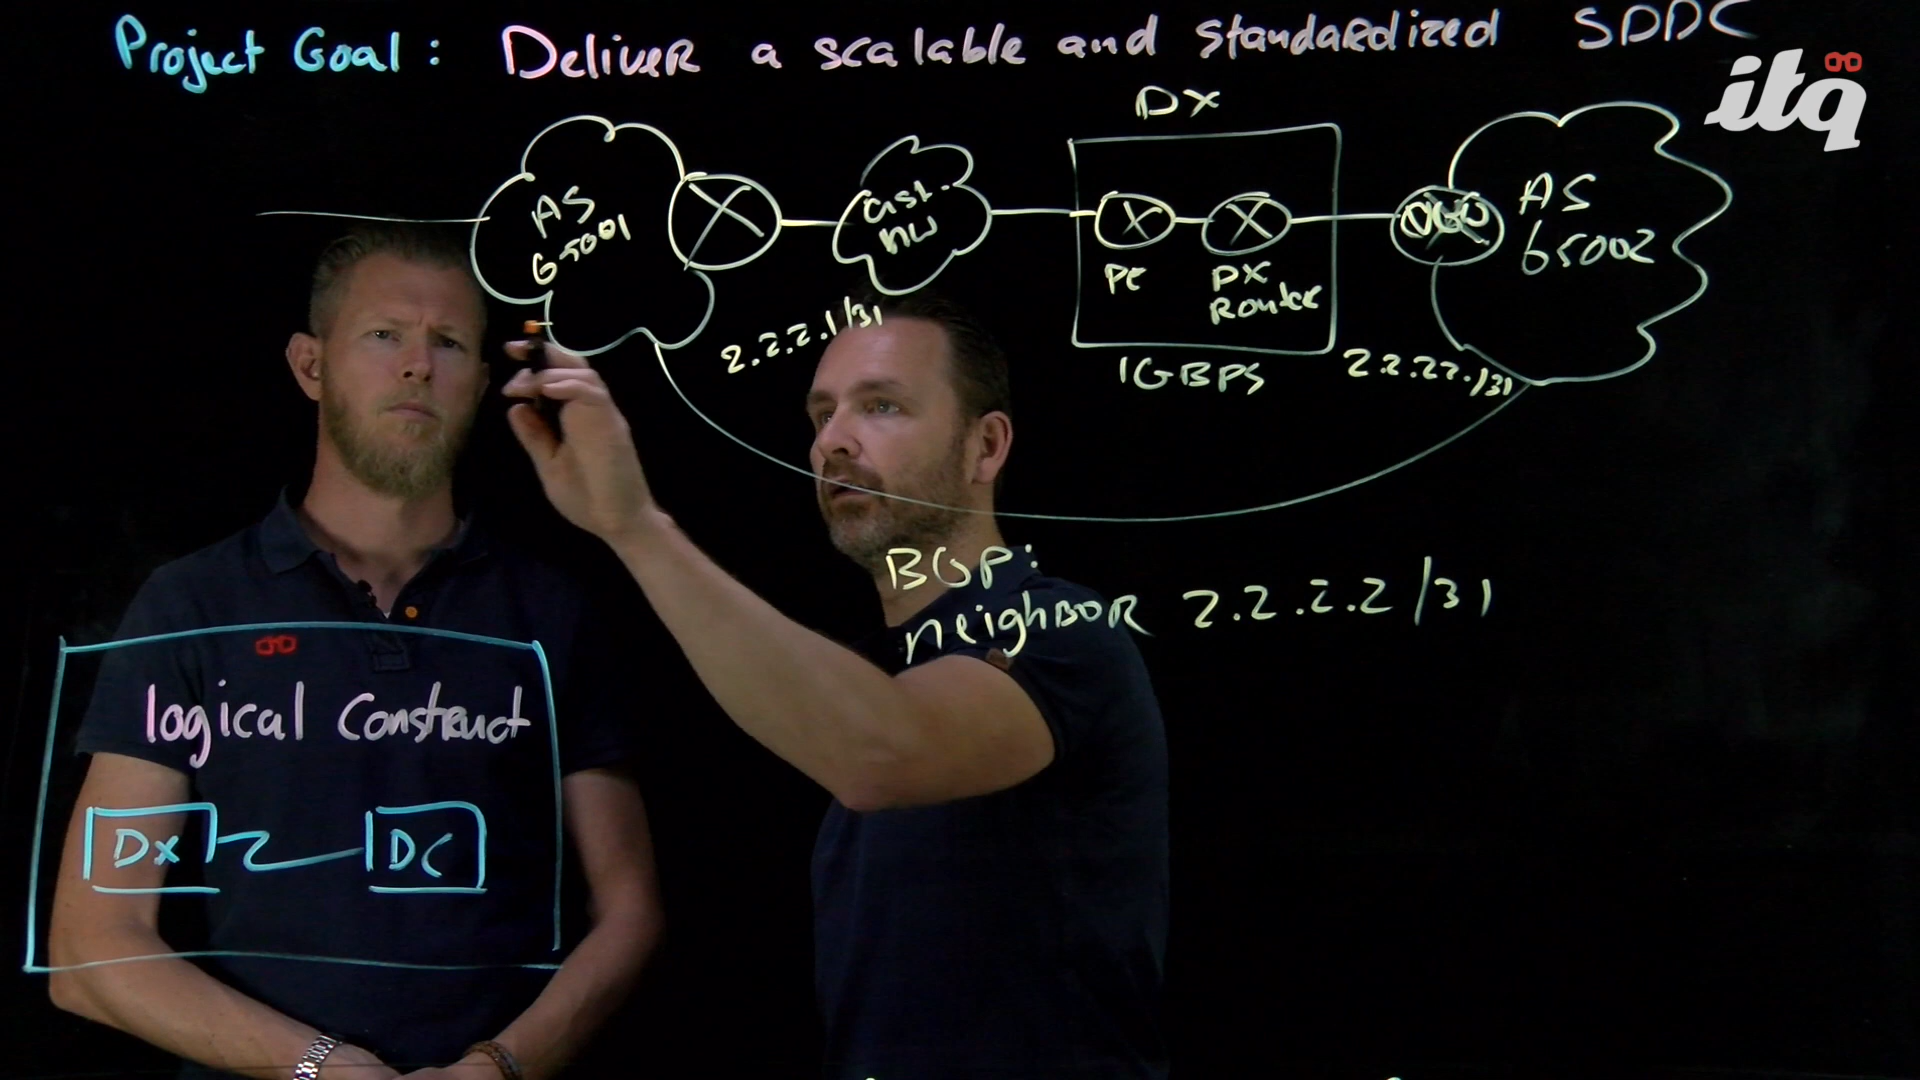 Project Goal: Deliver a scalable and standardized SDDC
itq
DX
AS
65001
Cust.
NW
PE
DX
Router
AS
65002
2.2.2.1/31
1GBPS
2.2.2.2./31
BGP:
neighbor 2.2.2.2/31
logical construct
DX
DC